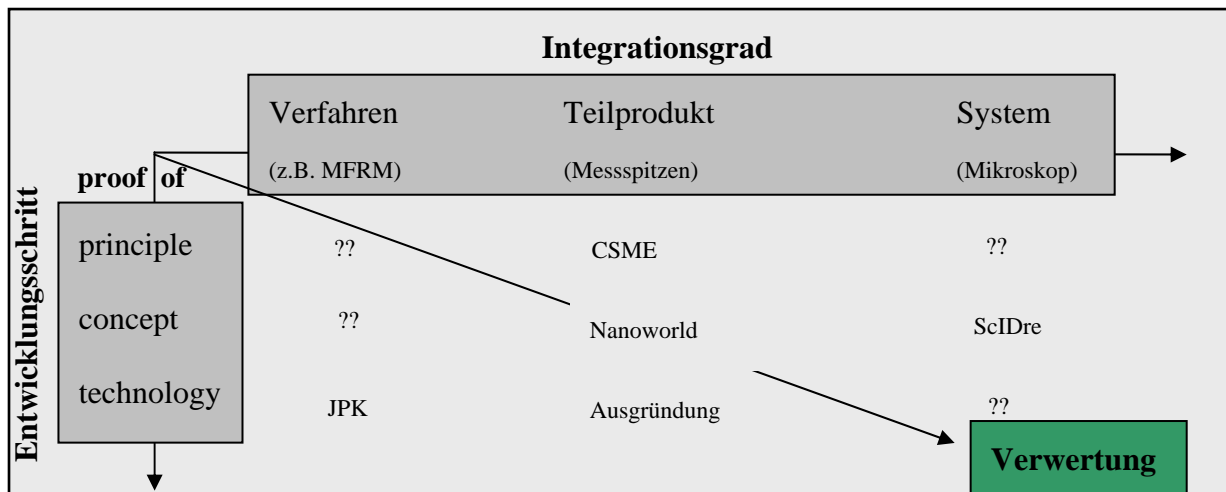 Integrationsgrad
Verfahren Teilprodukt System
(z.B. MFRM) (Messspitzen) (Mikroskop)
proof of
Entwicklungsschritt
principle ?? CSME ??
concept ?? Nanoworld ScIDre
technology JPK Ausgründung ??
Verwertung